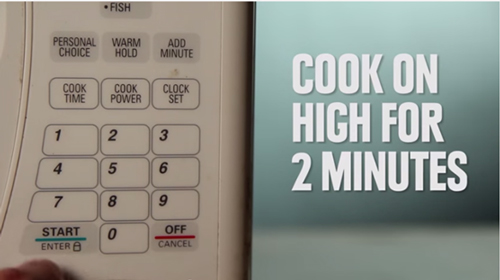 • FISH
PERSONAL CHOICE WARM HOLD ADD MINUTE
COOK TIME COOK POWER CLOCK SET
1 2 3
4 5 6
7 8 9
START ENTER 0 OFF CANCEL
COOK ON
HIGH FOR
2 MINUTES